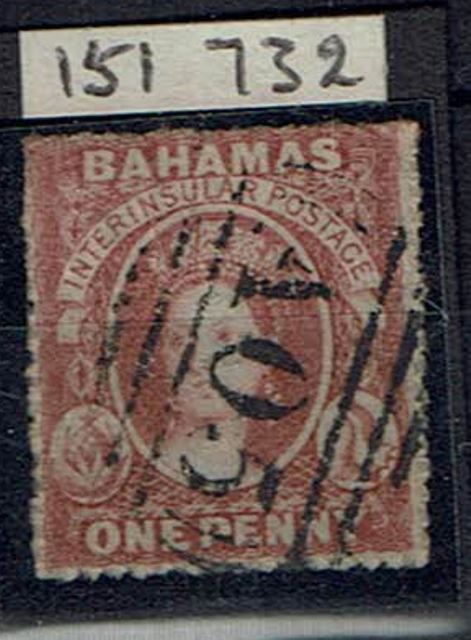 151 732
BAHAMAS
INTERINSULAR POSTAGE
ONE PENNY